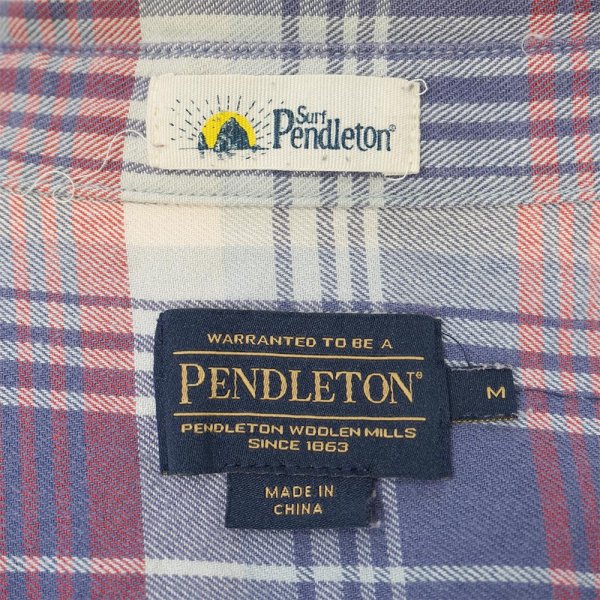 Surf
Pendleton®
WARRANTED TO BE A
PENDLETON®
M
PENDLETON WOOLEN MILLS
SINCE 1863
MADE IN
CHINA